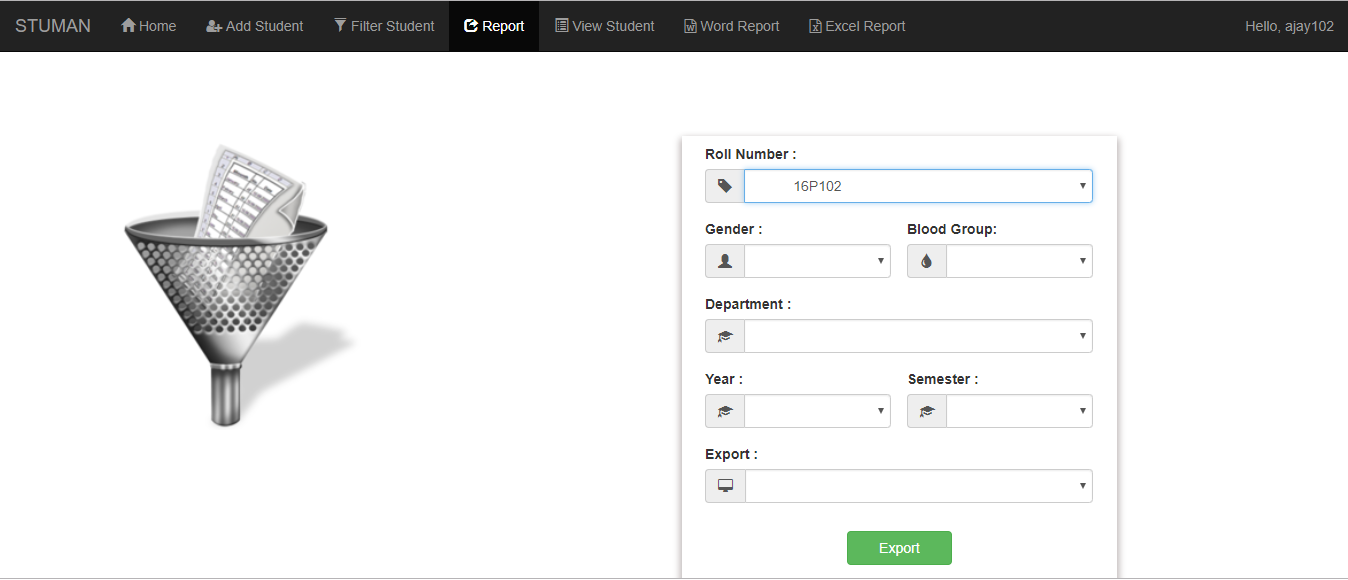 STUMAN Home Add Student Filter Student Report View Student Word Report Excel Report Hello, ajay102
Roll Number :
16P102
Gender : Blood Group:
Department :
Year : Semester :
Export :
Export